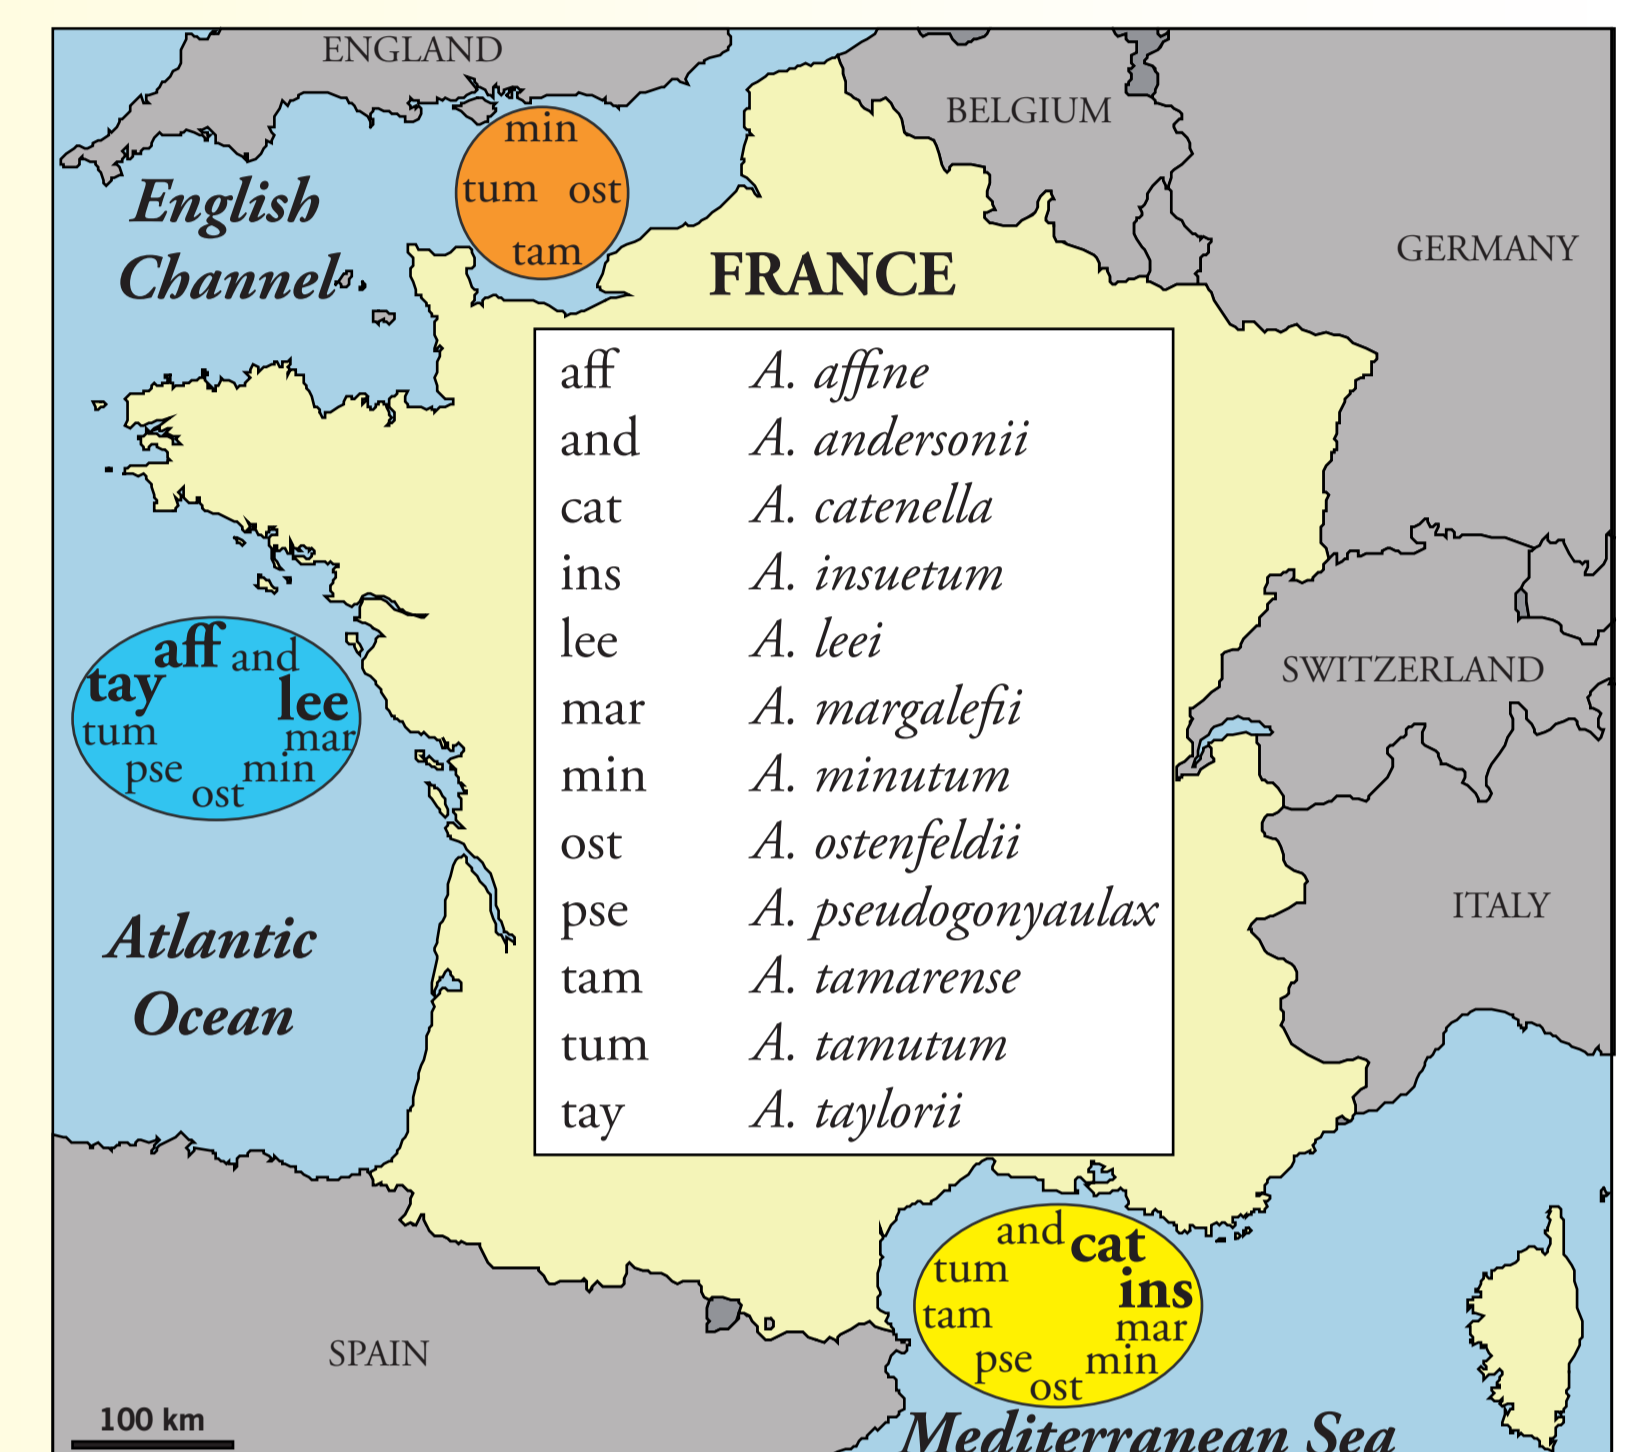 ENGLAND
BELGIUM
GERMANY
English
Channel
min
tum ost
tam
FRANCE
aff A. affine
and A. andersonii
cat A. catenella
ins A. insuetum
lee A. leei
mar A. margalefii
min A. minutum
ost A. ostenfeldii
pse A. pseudogonyaulax
tam A. tamarense
tum A. tamutum
tay A. taylorii
SWITZERLAND
ITALY
aff and
tay lee
tum mar
pse min
ost
Atlantic
Ocean
and cat
tum ins
tam mar
pse min
ost
SPAIN
100 km
Mediterranean Sea